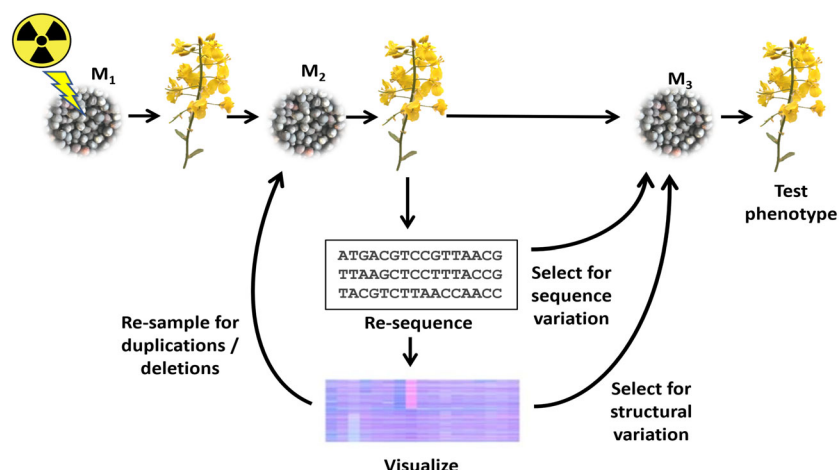 M1
M2
M3
Test
phenotype
ATGACGTCCGTTAACG
TTAAGCTCCTTTACCG
TACGTCTTAACCAACC
Re-sequence
Select for
sequence
variation
Re-sample for
duplications /
deletions
Select for
structural
variation
Visualize